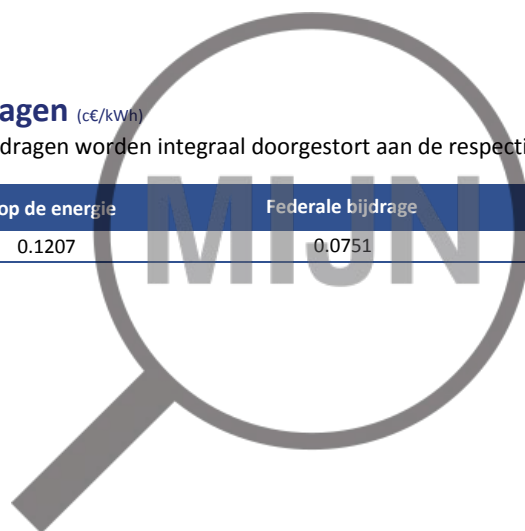 agen (c€/kWh)
dragen worden integraal doorgestort aan de respecti
op de energie Federale bijdrage
MIJN
0.1207 0.0751